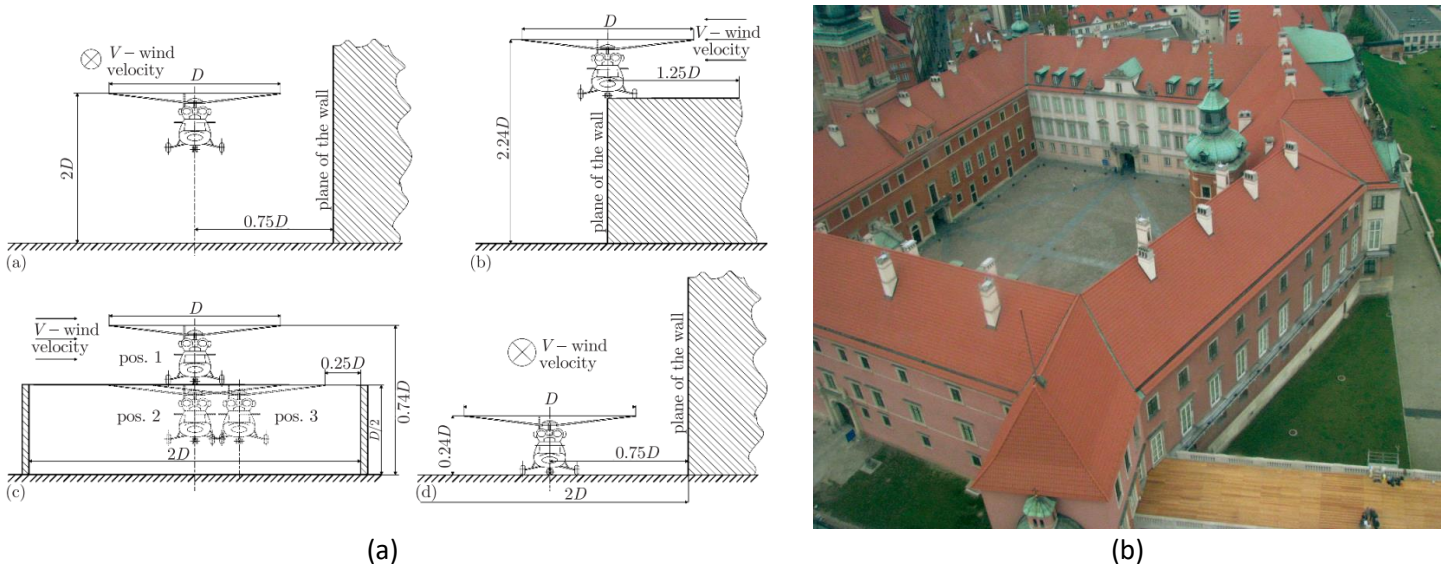 V – wind
velocity
D
2D
plane of the wall
0.75D
(a)
D
V – wind
velocity
1.25D
2.24D
plane of the wall
(b)
D
V – wind
velocity
pos. 1
0.25D
pos. 2
pos. 3
D/2
0.74D
2D
(c)
V – wind
velocity
D
0.24D
plane of the wall
0.75D
2D
(d)
(a)
(b)